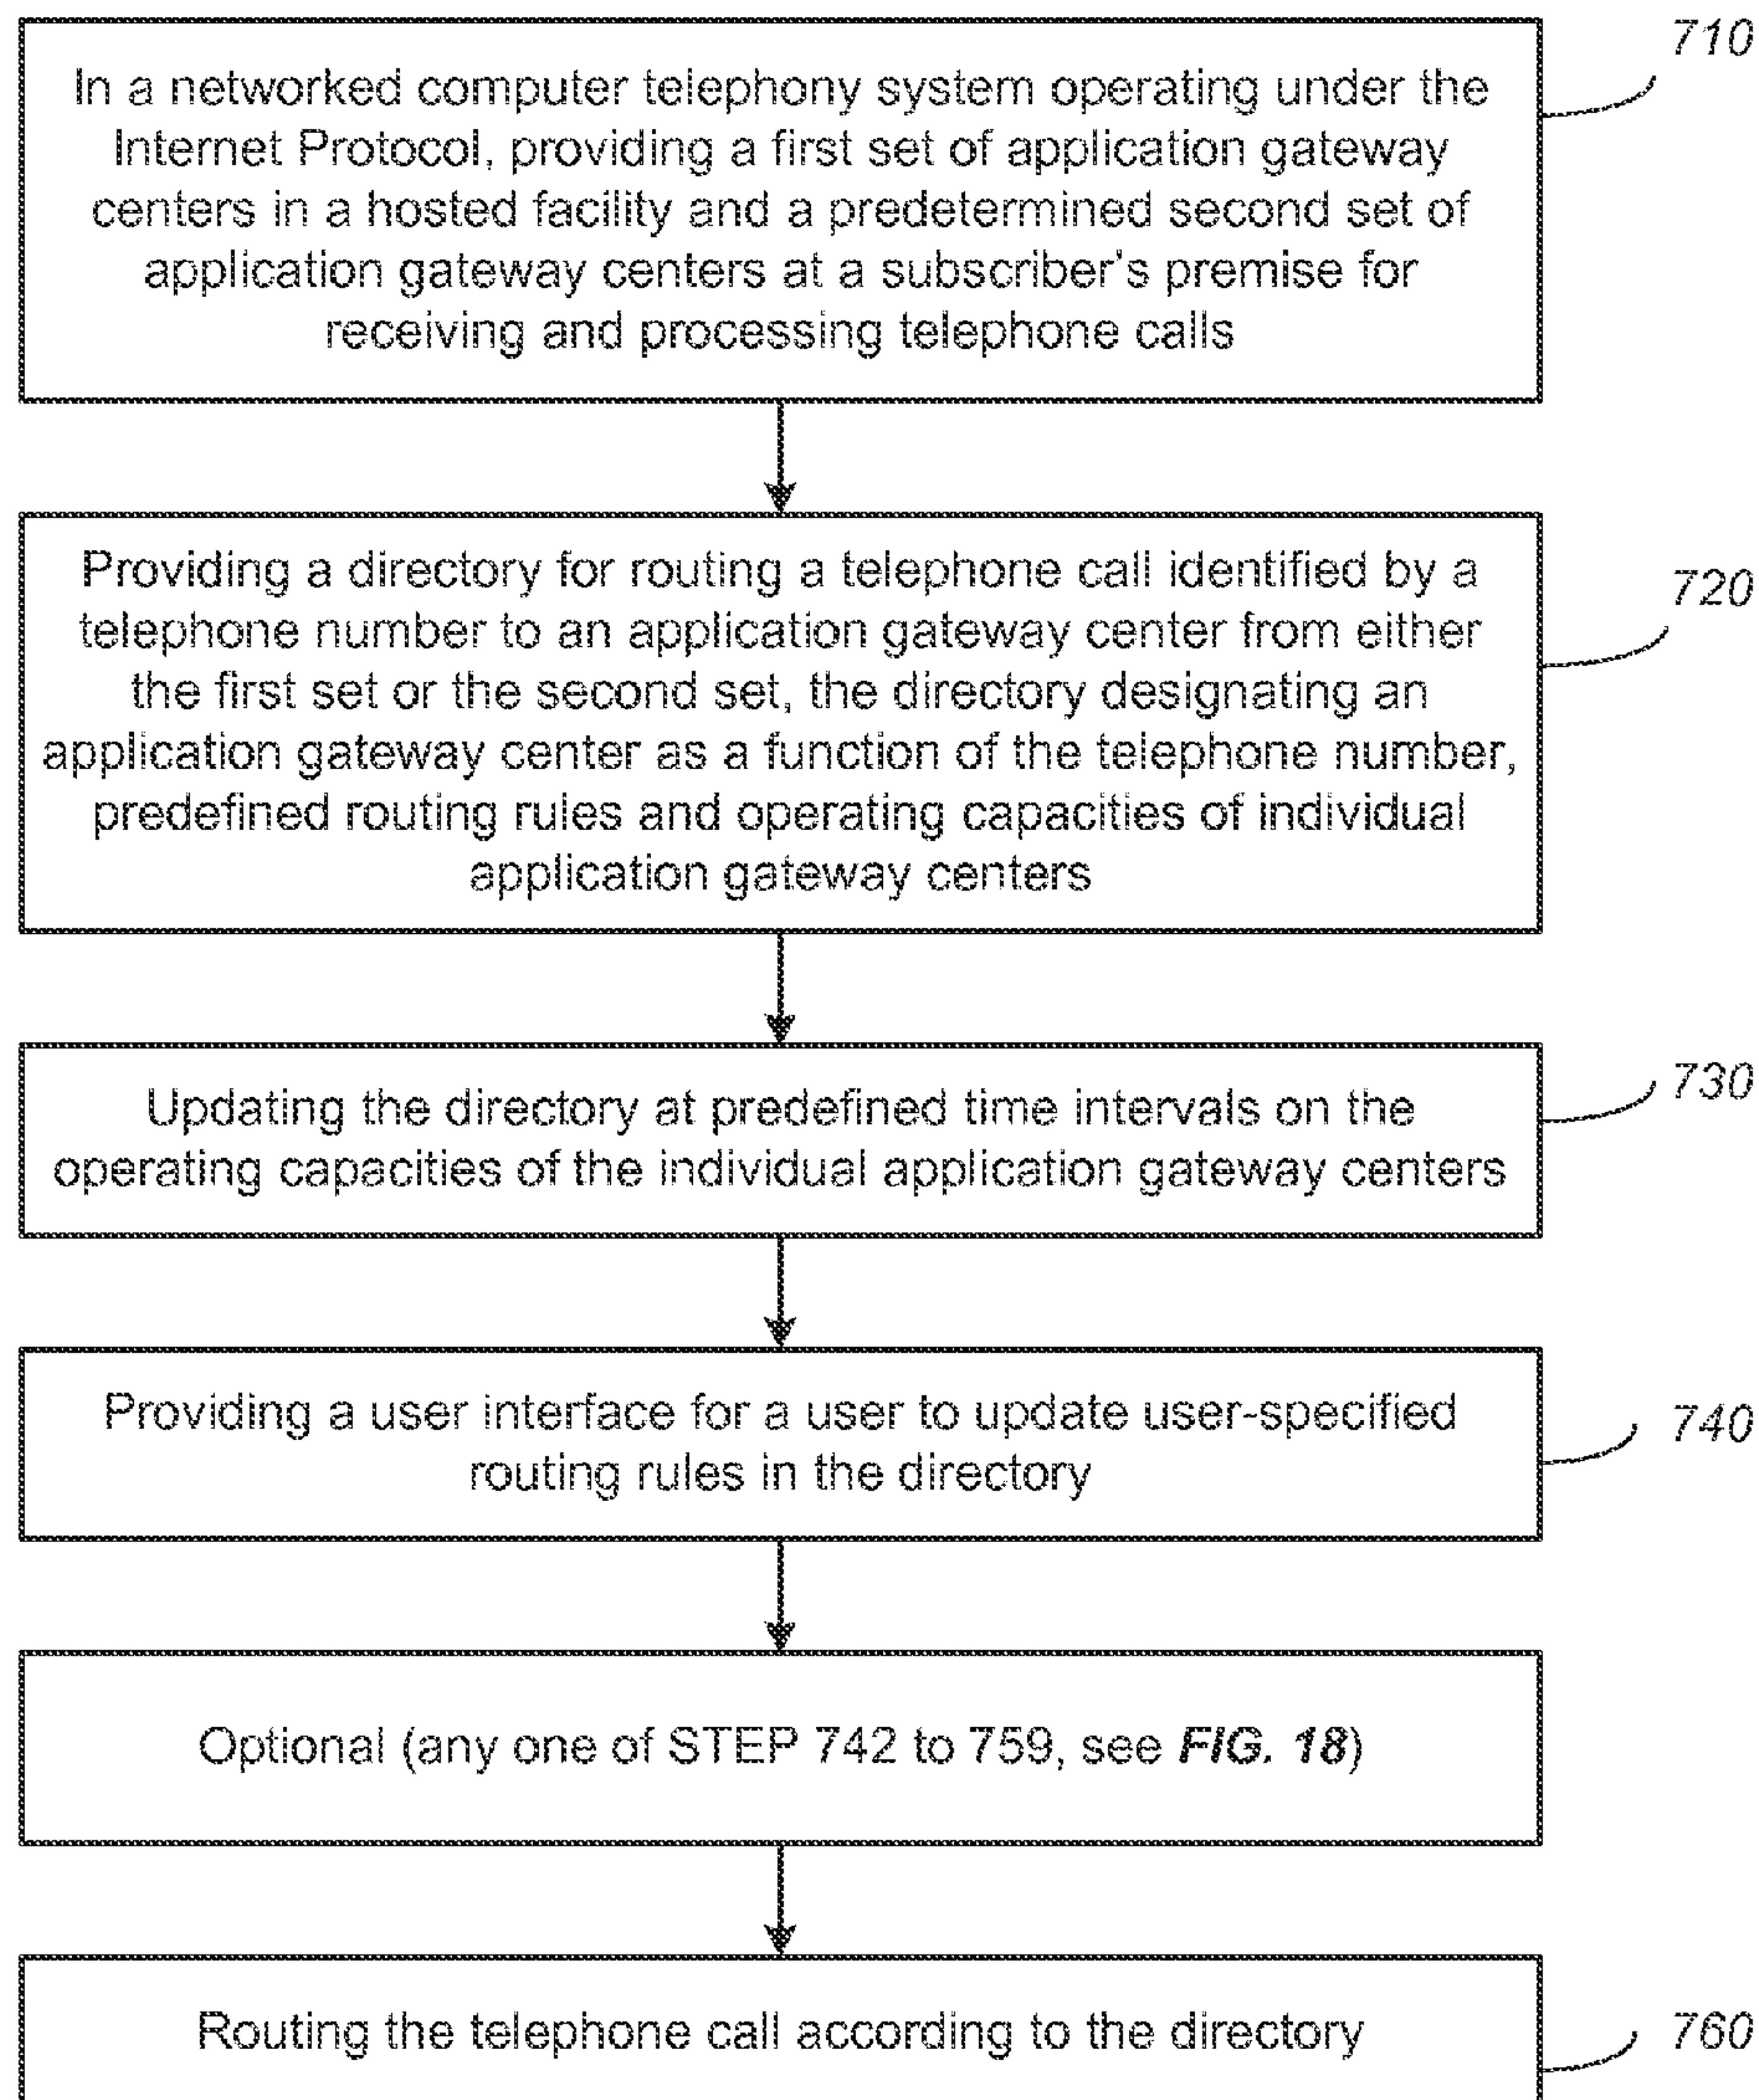 710
In a networked computer telephony system operating under the
Internet Protocol, providing a first set of application gateway
centers in a hosted facility and a predetermined second set of
application gateway centers at a subscriber's premise for
receiving and processing telephone calls
720
Providing a directory for routing a telephone call identified by a
telephone number to an application gateway center from either
the first set or the second set, the directory designating an
application gateway center as a function of the telephone number,
predefined routing rules and operating capacities of individual
application gateway centers
730
Updating the directory at predefined time intervals on the
operating capacities of the individual application gateway centers
740
Providing a user interface for a user to update user-specified
routing rules in the directory
Optional (any one of STEP 742 to 759, see FIG. 18)
760
Routing the telephone call according to the directory